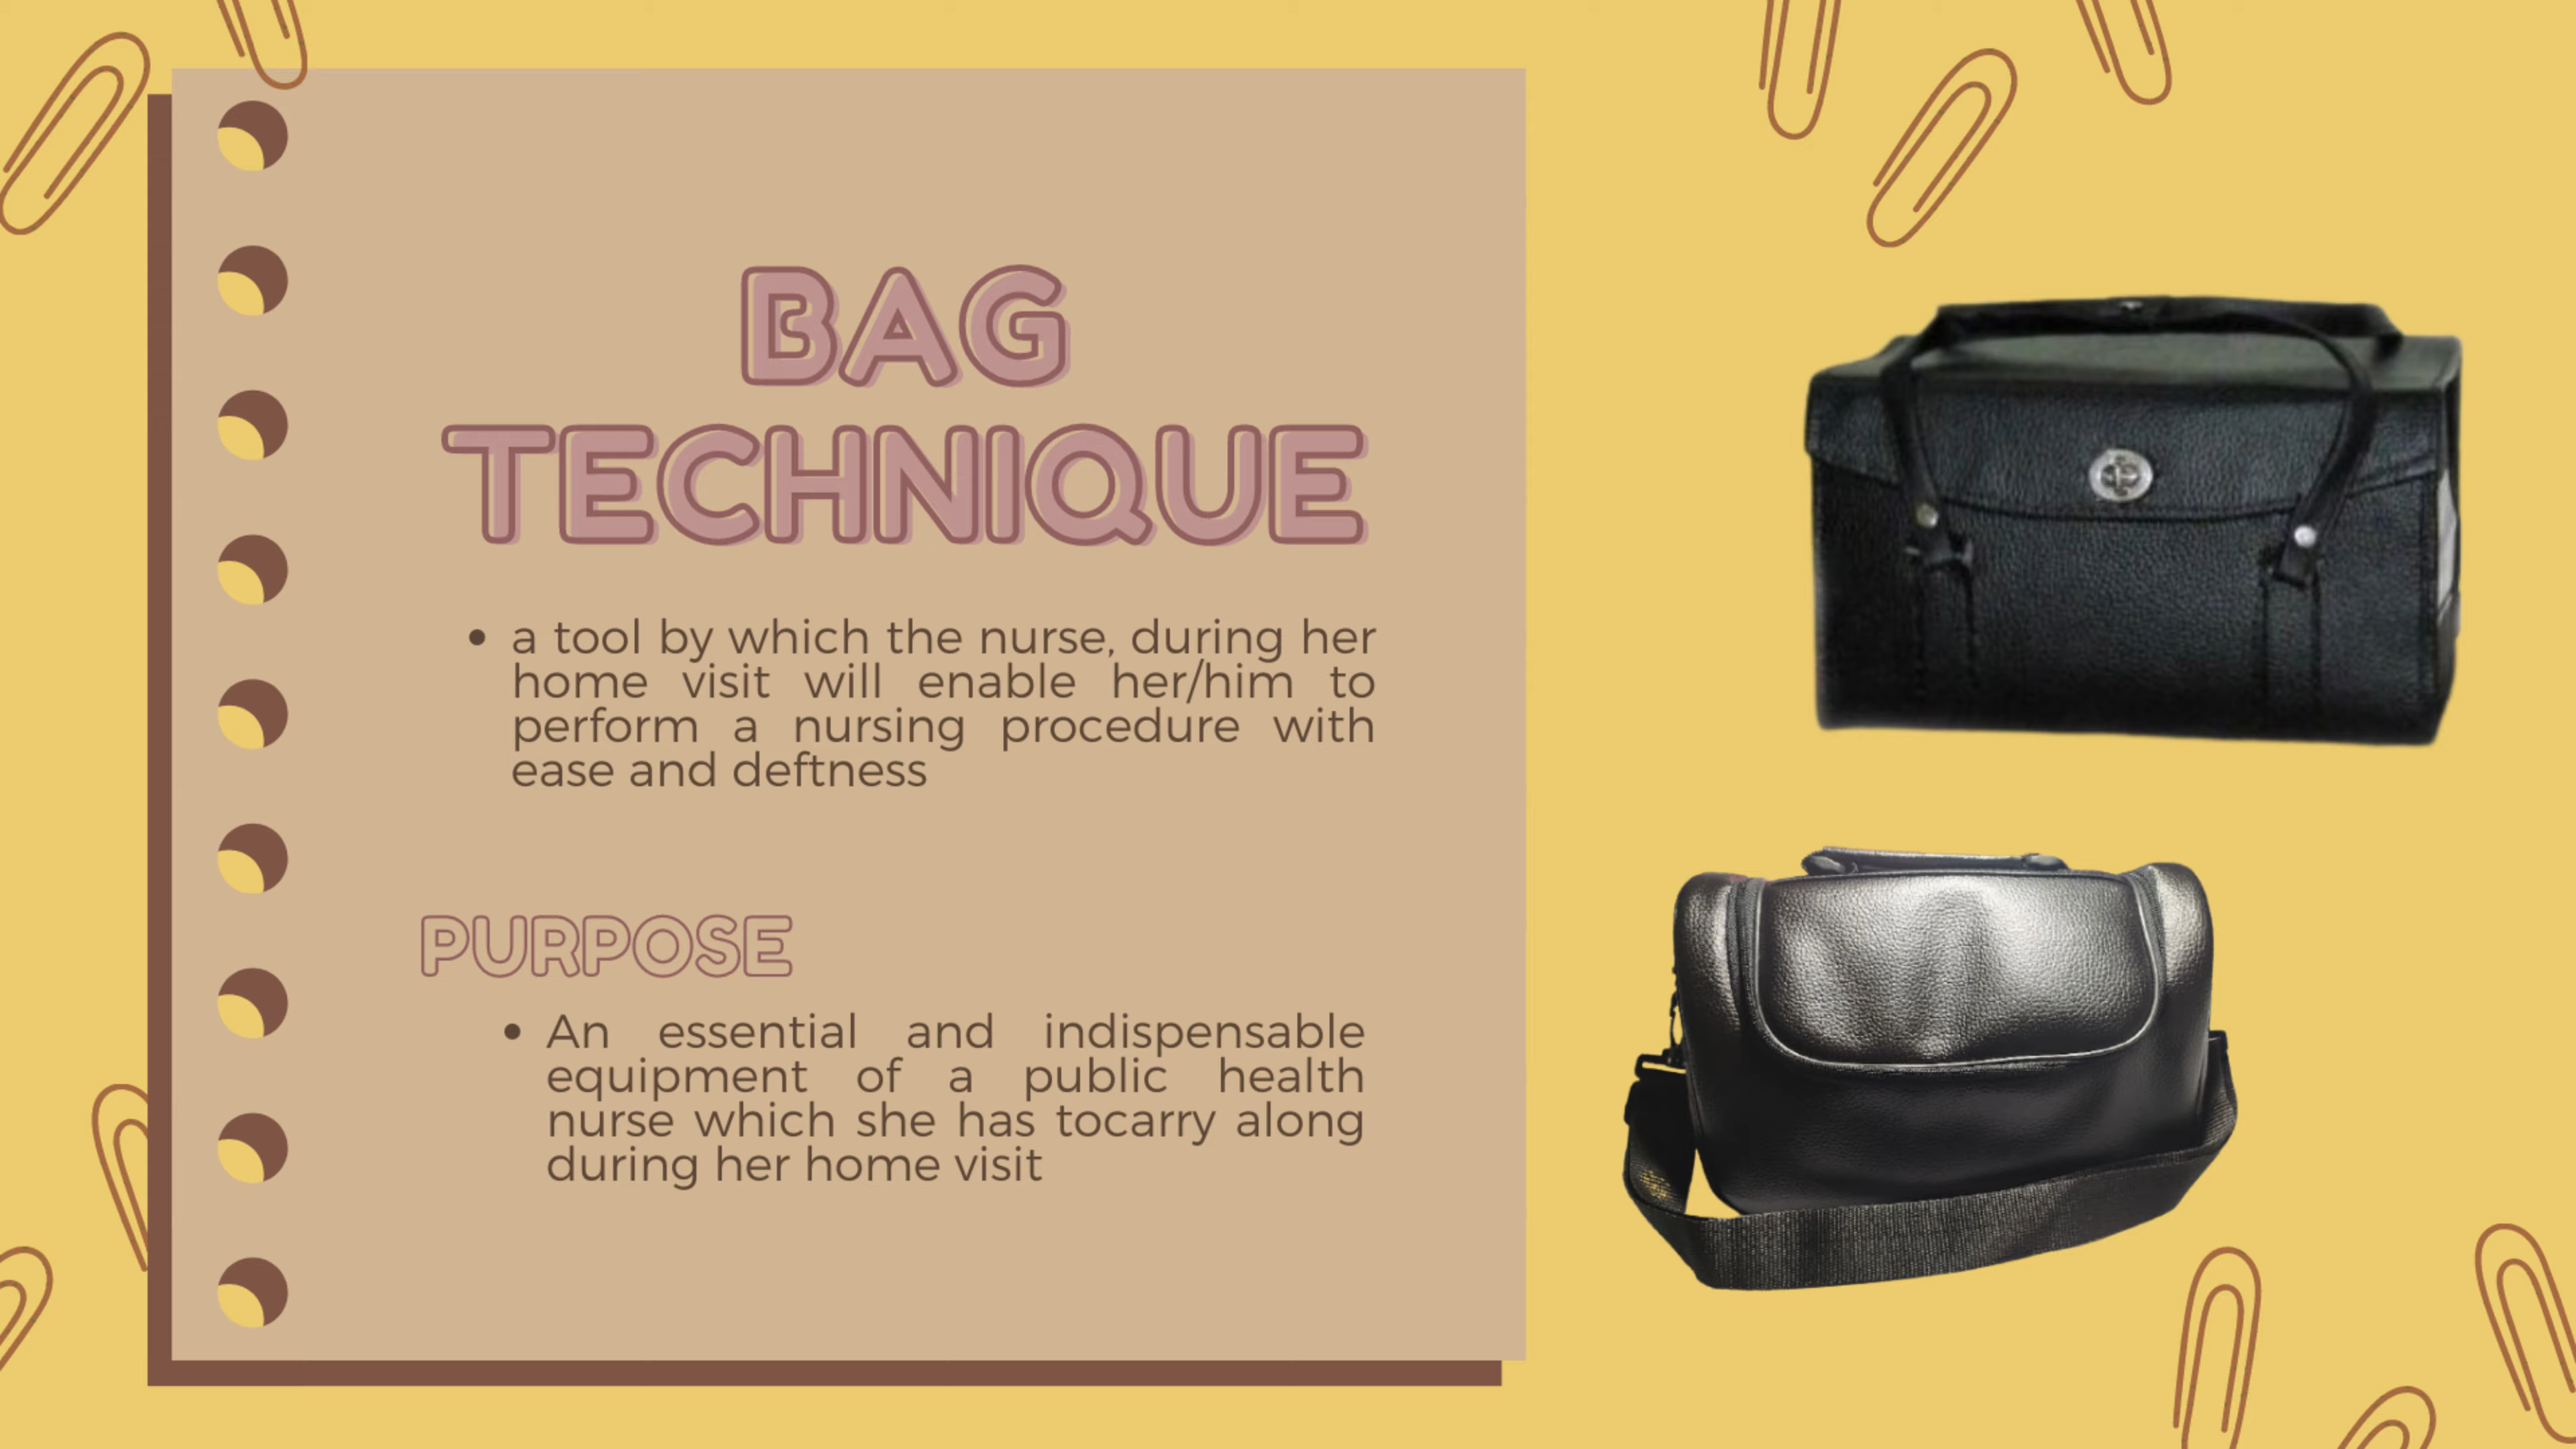 BAG
TECHNIQUE
• a tool by which the nurse, during her
home visit will enable her/him to
perform a nursing procedure with
ease and deftness
PURPOSE
• An essential and indispensable
equipment of a public health
nurse which she has tocarry along
during her home visit